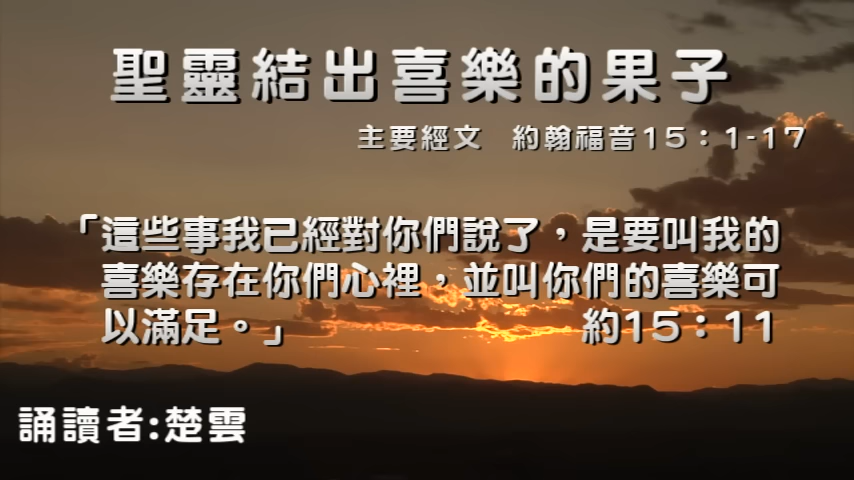 聖靈結出喜樂的果子
主要經文 約翰福音15：1-17
「這些事我已經對你們說了，是要叫我的
喜樂存在你們心裡，並叫你們的喜樂可
以滿足。」 約15：11
誦讀者:楚雲